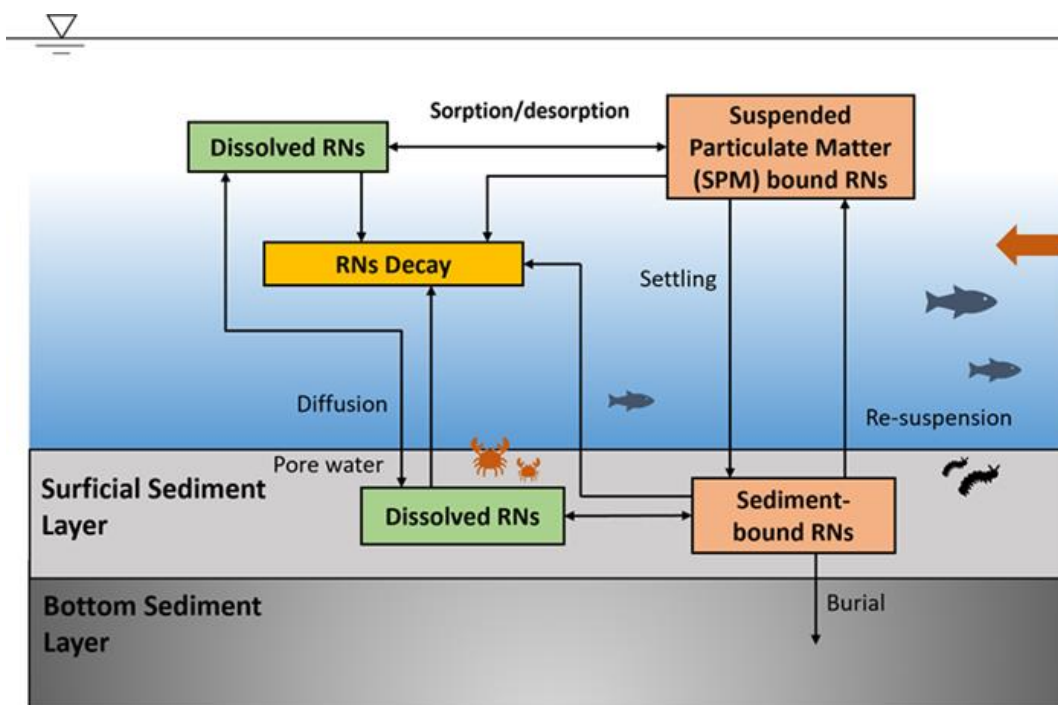 Sorption/desorption
Dissolved RNs
Suspended
Particulate Matter
(SPM) bound RNs
RNs Decay
Settling
Diffusion
Re-suspension
Pore water
Surficial Sediment
Layer
Dissolved RNs
Sediment-
bound RNs
Bottom Sediment
Layer
Burial